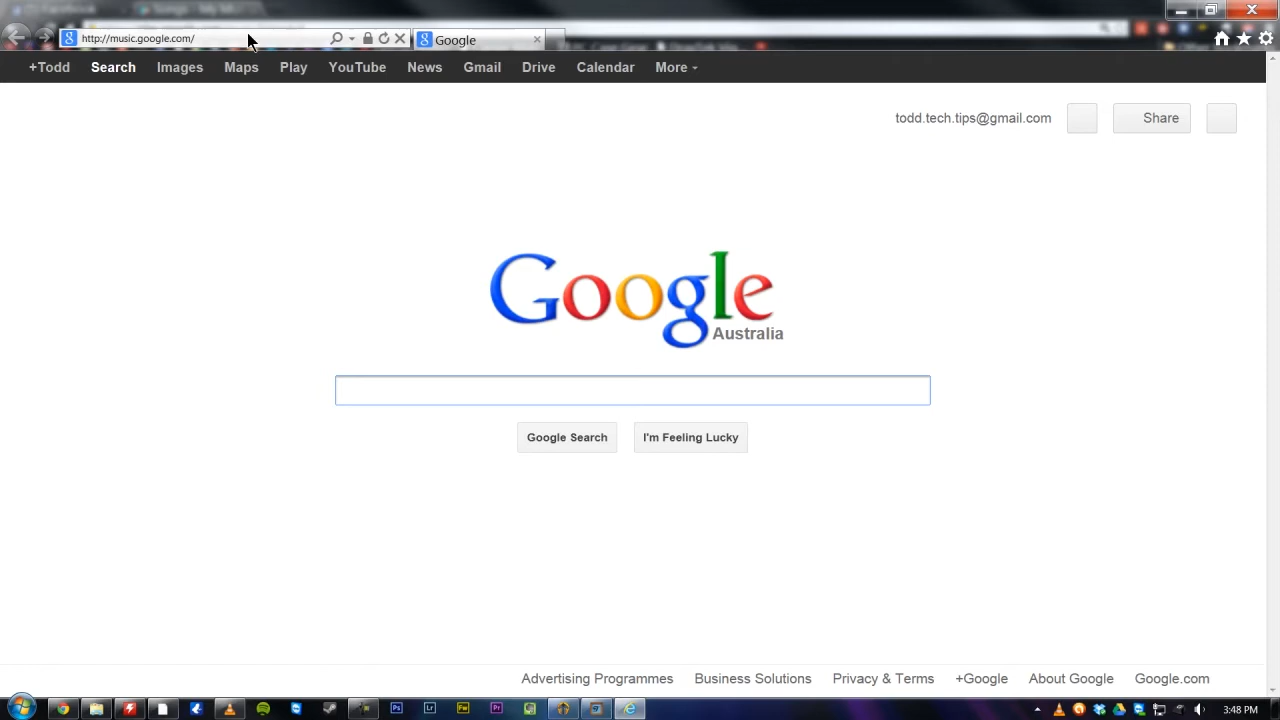 http://music.google.com/
Google
+Todd Search Images Maps Play YouTube News Gmail Drive Calendar More
todd.tech.tips@gmail.com Share
Google
Australia
Google Search I'm Feeling Lucky
Advertising Programmes Business Solutions Privacy & Terms +Google About Google Google.com
3:48 PM